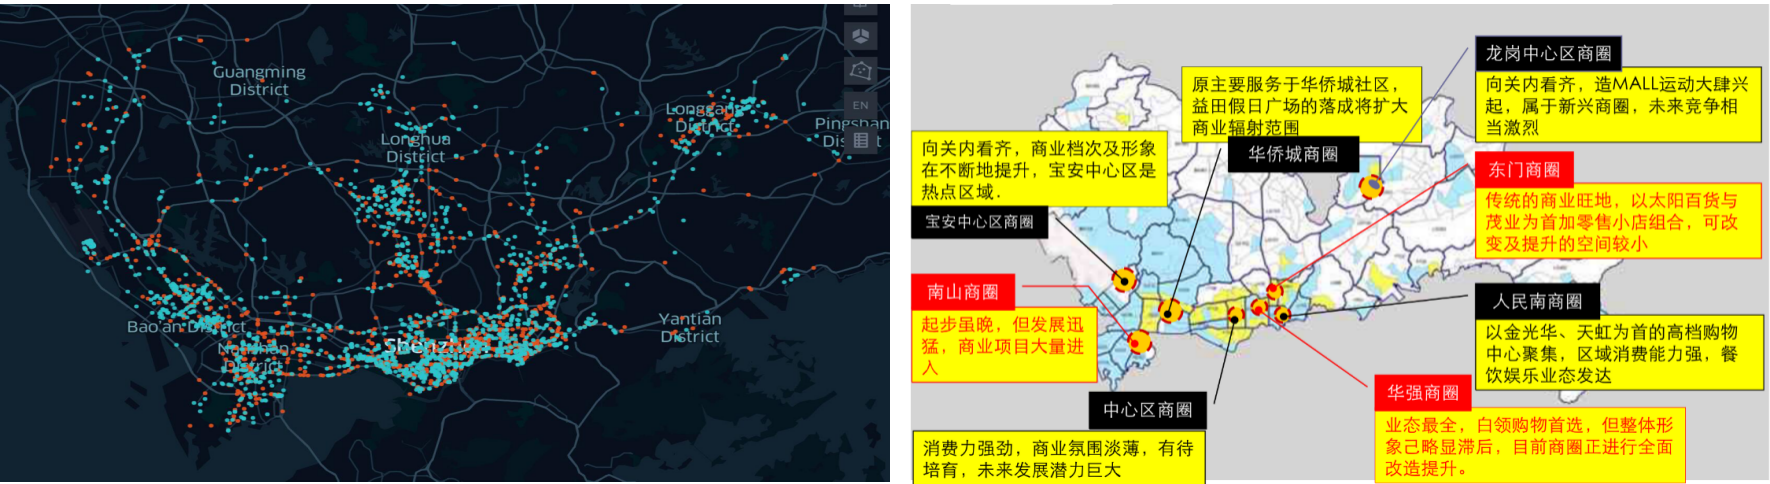 Guangming
District
EN
Longgang
District
Pingshan
Longhua
District
Bao'an District
Nanshan
District
Shenzhen
Yantian
District
龙岗中心区商圈
向关内看齐，造MALL运动大肆兴
起，属于新兴商圈，未来竞争相
当激烈
原主要服务于华侨城社区，
益田假日广场的落成将扩大
商业辐射范围
华侨城商圈
向关内看齐，商业档次及形象
在不断地提升，宝安中心区是
热点区域.
宝安中心区商圈
东门商圈
传统的商业旺地，以太阳百货与
茂业为首加零售小店组合，可改
变及提升的空间较小
南山商圈
起步虽晚，但发展迅
猛，商业项目大量进
入
人民南商圈
以金光华、天虹为首的高档购物
中心聚集，区域消费能力强，餐
饮娱乐业态发达
中心区商圈
消费力强劲，商业氛围淡薄，有待
培育，未来发展潜力巨大
华强商圈
业态最全，白领购物首选，但整体形
象己略显滞后，目前商圈正进行全面
改造提升。